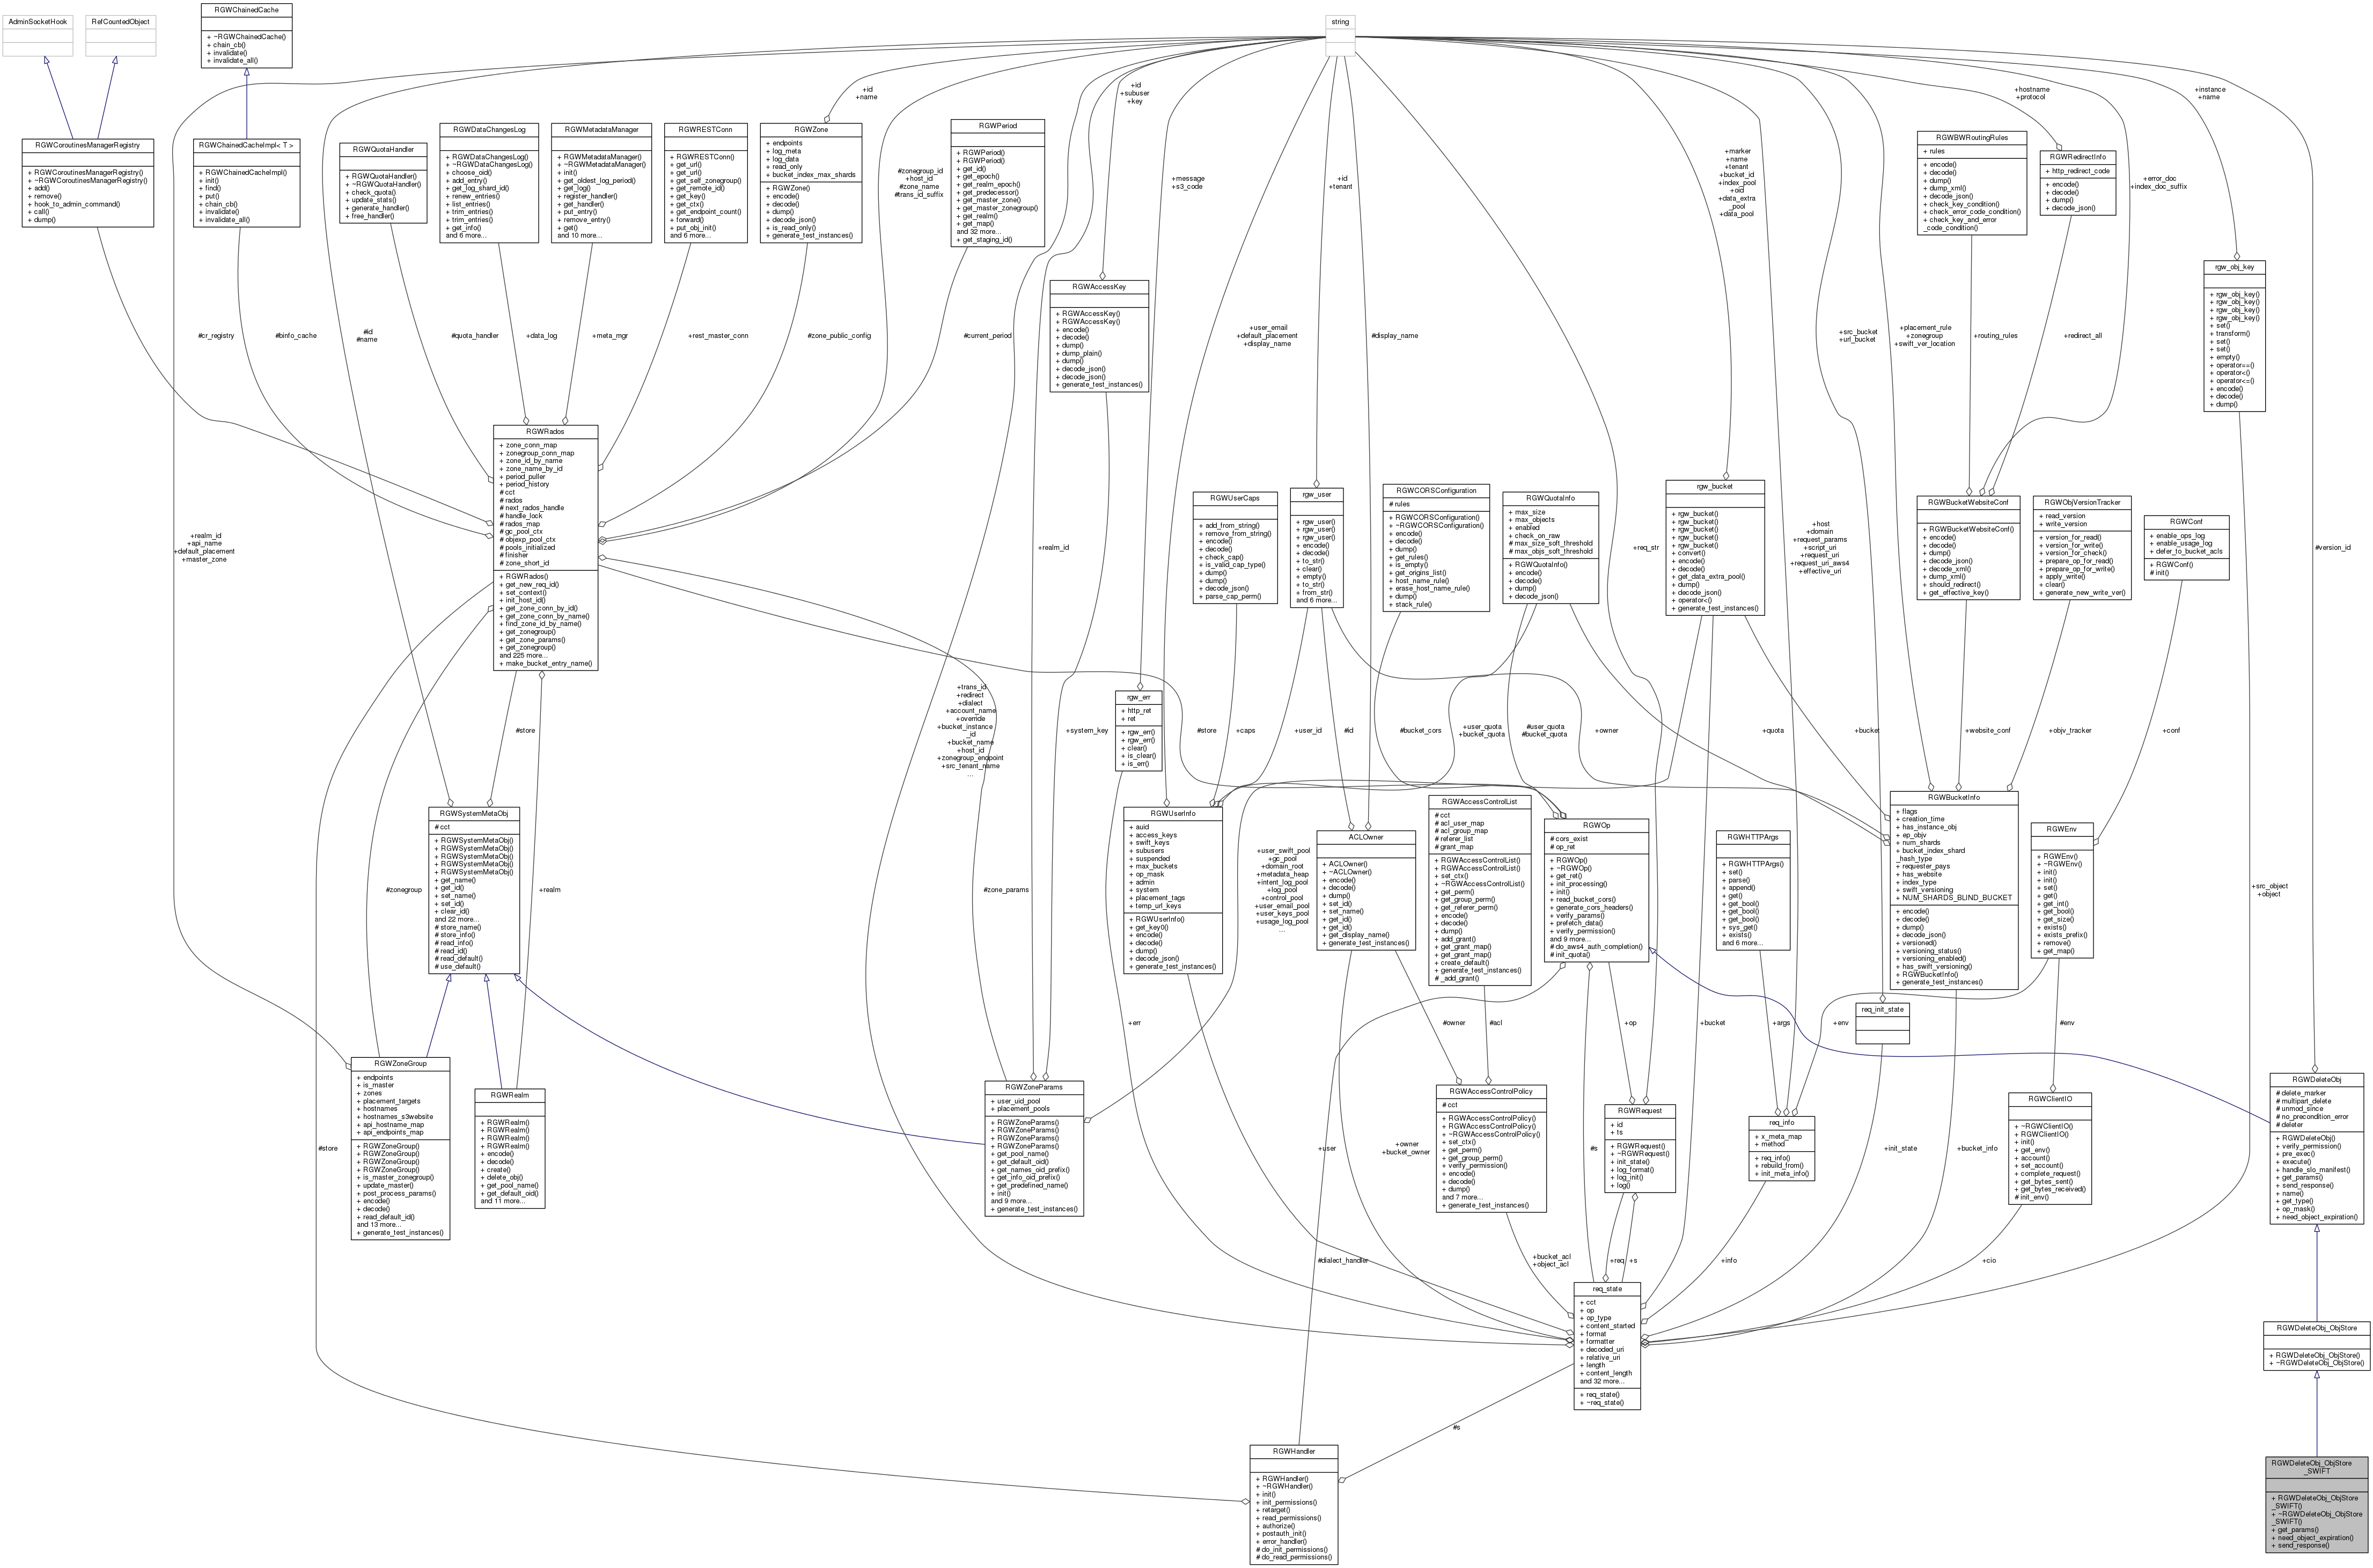 AdminSocketHook
RefCountedObject
RGWChainedCache
+ ~RGWChainedCache()
+ chain_cb()
+ invalidate()
+ invalidate_all()
string
RGWCoroutinesManagerRegistry
+ RGWCoroutinesManagerRegistry()
+ ~RGWCoroutinesManagerRegistry()
+ add()
+ remove()
+ hook_to_admin_command()
+ call()
+ dump()
RGWChainedCacheImpl< T >
+ RGWChainedCacheImpl()
+ init()
+ find()
+ put()
+ chain_cb()
+ invalidate()
+ invalidate_all()
RGWQuotaHandler
+ RGWQuotaHandler()
+ ~RGWQuotaHandler()
+ check_quota()
+ update_stats()
+ generate_handler()
+ free_handler()
RGWDataChangesLog
+ RGWDataChangesLog()
+ ~RGWDataChangesLog()
+ choose_oid()
+ add_entry()
+ get_log_shard_id()
+ renew_entries()
+ list_entries()
+ trim_entries()
+ trim_entries()
+ get_info()
and 6 more...
RGWMetadataManager
+ RGWMetadataManager()
+ ~RGWMetadataManager()
+ init()
+ get_oldest_log_period()
+ get_log()
+ register_handler()
+ get_handler()
+ put_entry()
+ remove_entry()
+ get()
and 10 more...
RGWRESTConn
+ RGWRESTConn()
+ get_url()
+ get_url()
+ get_self_zonegroup()
+ get_remote_id()
+ get_key()
+ get_ctx()
+ get_endpoint_count()
+ forward()
+ put_obj_init()
and 6 more...
RGWZone
+ endpoints
+ log_meta
+ log_data
+ read_only
+ bucket_index_max_shards
+ RGWZone()
+ encode()
+ decode()
+ dump()
+ decode_json()
+ is_read_only()
+ generate_test_instances()
RGWPeriod
+ RGWPeriod()
+ RGWPeriod()
+ get_id()
+ get_epoch()
+ get_realm_epoch()
+ get_predecessor()
+ get_master_zone()
+ get_master_zonegroup()
+ get_realm()
+ get_map()
and 32 more...
+ get_staging_id()
+id
+name
#zonegroup_id
+host_id
#zone_name
#trans_id_suffix
+id
+subuser
+key
+message
+s3_code
+id
+tenant
+marker
+name
+tenant
+bucket_id
+index_pool
+oid
+data_extra
_pool
+data_pool
+hostname
+protocol
+instance
+name
+error_doc
+index_doc_suffix
RGWBWRoutingRules
+ rules
+ encode()
+ decode()
+ dump()
+ dump_xml()
+ decode_json()
+ check_key_condition()
+ check_error_code_condition()
+ check_key_and_error
_code_condition()
RGWRedirectInfo
+ http_redirect_code
+ encode()
+ decode()
+ dump()
+ decode_json()
rgw_obj_key
+ rgw_obj_key()
+ rgw_obj_key()
+ rgw_obj_key()
+ rgw_obj_key()
+ set()
+ transform()
+ set()
+ set()
+ empty()
+ operator==()
+ operator<()
+ operator<=()
+ encode()
+ decode()
+ dump()
RGWAccessKey
+ RGWAccessKey()
+ RGWAccessKey()
+ encode()
+ decode()
+ dump()
+ dump_plain()
+ dump()
+ decode_json()
+ decode_json()
+ generate_test_instances()
#cr_registry
#binfo_cache
#id
#name
#quota_handler
+data_log
+meta_mgr
+rest_master_conn
#zone_public_config
#current_period
+user_email
+default_placement
+display_name
#display_name
+src_bucket
+url_bucket
+placement_rule
+zonegroup
+swift_ver_location
+routing_rules
+redirect_all
RGWRados
+ zone_conn_map
+ zonegroup_conn_map
+ zone_id_by_name
+ zone_name_by_id
+ period_puller
+ period_history
# cct
# rados
# next_rados_handle
# handle_lock
# rados_map
# gc_pool_ctx
# objexp_pool_ctx
# pools_initialized
# finisher
# zone_short_id
+ RGWRados()
+ get_new_req_id()
+ set_context()
+ init_host_id()
+ get_zone_conn_by_id()
+ get_zone_conn_by_name()
+ find_zone_id_by_name()
+ get_zonegroup()
+ get_zone_params()
+ get_zonegroup()
and 225 more...
+ make_bucket_entry_name()
+realm_id
+api_name
+default_placement
+master_zone
+realm_id
RGWUserCaps
+ add_from_string()
+ remove_from_string()
+ encode()
+ decode()
+ check_cap()
+ is_valid_cap_type()
+ dump()
+ dump()
+ decode_json()
+ parse_cap_perm()
rgw_user
+ rgw_user()
+ rgw_user()
+ rgw_user()
+ encode()
+ decode()
+ to_str()
+ clear()
+ empty()
+ to_str()
+ from_str()
and 6 more...
RGWCORSConfiguration
# rules
+ RGWCORSConfiguration()
+ ~RGWCORSConfiguration()
+ encode()
+ decode()
+ dump()
+ get_rules()
+ is_empty()
+ get_origins_list()
+ host_name_rule()
+ erase_host_name_rule()
+ dump()
+ stack_rule()
RGWQuotaInfo
+ max_size
+ max_objects
+ enabled
+ check_on_raw
# max_size_soft_threshold
# max_objs_soft_threshold
+ RGWQuotaInfo()
+ encode()
+ decode()
+ dump()
+ decode_json()
+req_str
rgw_bucket
+ rgw_bucket()
+ rgw_bucket()
+ rgw_bucket()
+ rgw_bucket()
+ rgw_bucket()
+ convert()
+ encode()
+ decode()
+ get_data_extra_pool()
+ dump()
+ decode_json()
+ operator<()
+ generate_test_instances()
+host
+domain
+request_params
+script_uri
+request_uri
+request_uri_aws4
+effective_uri
RGWBucketWebsiteConf
+ RGWBucketWebsiteConf()
+ encode()
+ decode()
+ dump()
+ decode_json()
+ decode_xml()
+ dump_xml()
+ should_redirect()
+ get_effective_key()
RGWObjVersionTracker
+ read_version
+ write_version
+ version_for_read()
+ version_for_write()
+ version_for_check()
+ prepare_op_for_read()
+ prepare_op_for_write()
+ apply_write()
+ clear()
+ generate_new_write_ver()
RGWConf
+ enable_ops_log
+ enable_usage_log
+ defer_to_bucket_acls
+ RGWConf()
# init()
#version_id
+trans_id
+redirect
+dialect
+account_name
+override
+bucket_instance
_id
+bucket_name
+host_id
+zonegroup_endpoint
+src_tenant_name
...
#store
+system_key
rgw_err
+ http_ret
+ ret
+ rgw_err()
+ rgw_err()
+ clear()
+ is_clear()
+ is_err()
#store
+caps
+user_id
#id
#bucket_cors
+user_quota
+bucket_quota
#user_quota
#bucket_quota
+owner
+quota
+bucket
+website_conf
+objv_tracker
+conf
RGWSystemMetaObj
# cct
+ RGWSystemMetaObj()
+ RGWSystemMetaObj()
+ RGWSystemMetaObj()
+ RGWSystemMetaObj()
+ RGWSystemMetaObj()
+ get_name()
+ get_id()
+ set_name()
+ set_id()
+ clear_id()
and 22 more...
# store_name()
# store_info()
# read_info()
# read_id()
# read_default()
# use_default()
#zonegroup
+realm
#zone_params
RGWUserInfo
+ auid
+ access_keys
+ swift_keys
+ subusers
+ suspended
+ max_buckets
+ op_mask
+ admin
+ system
+ placement_tags
+ temp_url_keys
+ RGWUserInfo()
+ get_key0()
+ encode()
+ decode()
+ dump()
+ decode_json()
+ generate_test_instances()
+user_swift_pool
+gc_pool
+domain_root
+metadata_heap
+intent_log_pool
+log_pool
+control_pool
+user_email_pool
+user_keys_pool
+usage_log_pool
...
ACLOwner
+ ACLOwner()
+ ~ACLOwner()
+ encode()
+ decode()
+ dump()
+ set_id()
+ set_name()
+ get_id()
+ get_id()
+ get_display_name()
+ generate_test_instances()
RGWAccessControlList
# cct
# acl_user_map
# acl_group_map
# referer_list
# grant_map
+ RGWAccessControlList()
+ RGWAccessControlList()
+ set_ctx()
+ ~RGWAccessControlList()
+ get_perm()
+ get_group_perm()
+ get_referer_perm()
+ encode()
+ decode()
+ dump()
+ add_grant()
+ get_grant_map()
+ get_grant_map()
+ create_default()
+ generate_test_instances()
# _add_grant()
RGWOp
# cors_exist
# op_ret
+ RGWOp()
+ ~RGWOp()
+ get_ret()
+ init_processing()
+ init()
+ read_bucket_cors()
+ generate_cors_headers()
+ verify_params()
+ prefetch_data()
+ verify_permission()
and 9 more...
# do_aws4_auth_completion()
# init_quota()
RGWHTTPArgs
+ RGWHTTPArgs()
+ set()
+ parse()
+ append()
+ get()
+ get_bool()
+ get_bool()
+ get_bool()
+ sys_get()
+ exists()
and 6 more...
RGWBucketInfo
+ flags
+ creation_time
+ has_instance_obj
+ ep_objv
+ num_shards
+ bucket_index_shard
_hash_type
+ requester_pays
+ has_website
+ index_type
+ swift_versioning
+ NUM_SHARDS_BLIND_BUCKET
+ encode()
+ decode()
+ dump()
+ decode_json()
+ versioned()
+ versioning_status()
+ versioning_enabled()
+ has_swift_versioning()
+ RGWBucketInfo()
+ generate_test_instances()
RGWEnv
+ RGWEnv()
+ ~RGWEnv()
+ init()
+ init()
+ set()
+ get()
+ get_int()
+ get_bool()
+ get_size()
+ exists()
+ exists_prefix()
+ remove()
+ get_map()
+src_object
+object
+err
#owner
#acl
+op
+bucket
+args
+env
req_init_state
#env
RGWZoneGroup
+ endpoints
+ is_master
+ zones
+ placement_targets
+ hostnames
+ hostnames_s3website
+ api_hostname_map
+ api_endpoints_map
+ RGWZoneGroup()
+ RGWZoneGroup()
+ RGWZoneGroup()
+ RGWZoneGroup()
+ is_master_zonegroup()
+ update_master()
+ post_process_params()
+ encode()
+ decode()
+ read_default_id()
and 13 more...
+ generate_test_instances()
RGWRealm
+ RGWRealm()
+ RGWRealm()
+ RGWRealm()
+ RGWRealm()
+ encode()
+ decode()
+ create()
+ delete_obj()
+ get_pool_name()
+ get_default_oid()
and 11 more...
RGWZoneParams
+ user_uid_pool
+ placement_pools
+ RGWZoneParams()
+ RGWZoneParams()
+ RGWZoneParams()
+ RGWZoneParams()
+ get_pool_name()
+ get_default_oid()
+ get_names_oid_prefix()
+ get_info_oid_prefix()
+ get_predefined_name()
+ init()
and 9 more...
+ generate_test_instances()
RGWAccessControlPolicy
# cct
+ RGWAccessControlPolicy()
+ RGWAccessControlPolicy()
+ ~RGWAccessControlPolicy()
+ set_ctx()
+ get_perm()
+ get_group_perm()
+ verify_permission()
+ encode()
+ decode()
+ dump()
and 7 more...
+ generate_test_instances()
RGWRequest
+ id
+ ts
+ RGWRequest()
+ ~RGWRequest()
+ init_state()
+ log_format()
+ log_init()
+ log()
req_info
+ x_meta_map
+ method
+ req_info()
+ rebuild_from()
+ init_meta_info()
RGWClientIO
+ ~RGWClientIO()
+ RGWClientIO()
+ init()
+ get_env()
+ account()
+ set_account()
+ complete_request()
+ get_bytes_sent()
+ get_bytes_received()
# init_env()
RGWDeleteObj
# delete_marker
# multipart_delete
# unmod_since
# no_precondition_error
# deleter
+ RGWDeleteObj()
+ verify_permission()
+ pre_exec()
+ execute()
+ handle_slo_manifest()
+ get_params()
+ send_response()
+ name()
+ get_type()
+ op_mask()
+ need_object_expiration()
#store
+user
+owner
+bucket_owner
#s
+init_state
+bucket_info
#dialect_handler
+bucket_acl
+object_acl
+req
+s
+info
+cio
req_state
+ cct
+ op
+ op_type
+ content_started
+ format
+ formatter
+ decoded_uri
+ relative_uri
+ length
+ content_length
and 32 more...
+ req_state()
+ ~req_state()
RGWDeleteObj_ObjStore
+ RGWDeleteObj_ObjStore()
+ ~RGWDeleteObj_ObjStore()
#s
RGWHandler
+ RGWHandler()
+ ~RGWHandler()
+ init()
+ init_permissions()
+ retarget()
+ read_permissions()
+ authorize()
+ postauth_init()
+ error_handler()
# do_init_permissions()
# do_read_permissions()
RGWDeleteObj_ObjStore
_SWIFT
+ RGWDeleteObj_ObjStore
_SWIFT()
+ ~RGWDeleteObj_ObjStore
_SWIFT()
+ get_params()
+ need_object_expiration()
+ send_response()